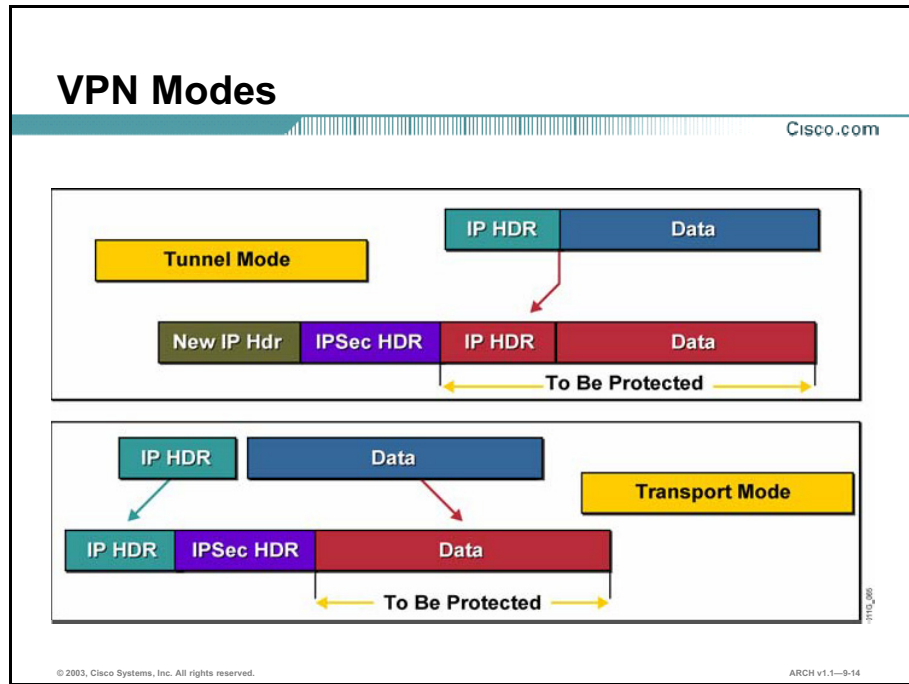 VPN Modes
Cisco.com
IP HDR Data
Tunnel Mode
New IP Hdr IPSec HDR IP HDR Data
To Be Protected
IP HDR Data
Transport Mode
IP HDR IPSec HDR Data
To Be Protected
© 2003, Cisco Systems, Inc. All rights reserved.
ARCH v1.1—9-14